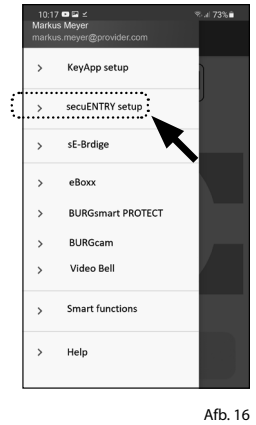 10:17
73%
Markus Meyer
markus.meyer@provider.com
KeyApp setup
secuENTRY setup
sE-Brdige
eBoxx
BURGsmart PROTECT
BURGcam
Video Bell
Smart functions
Help
Afb. 16